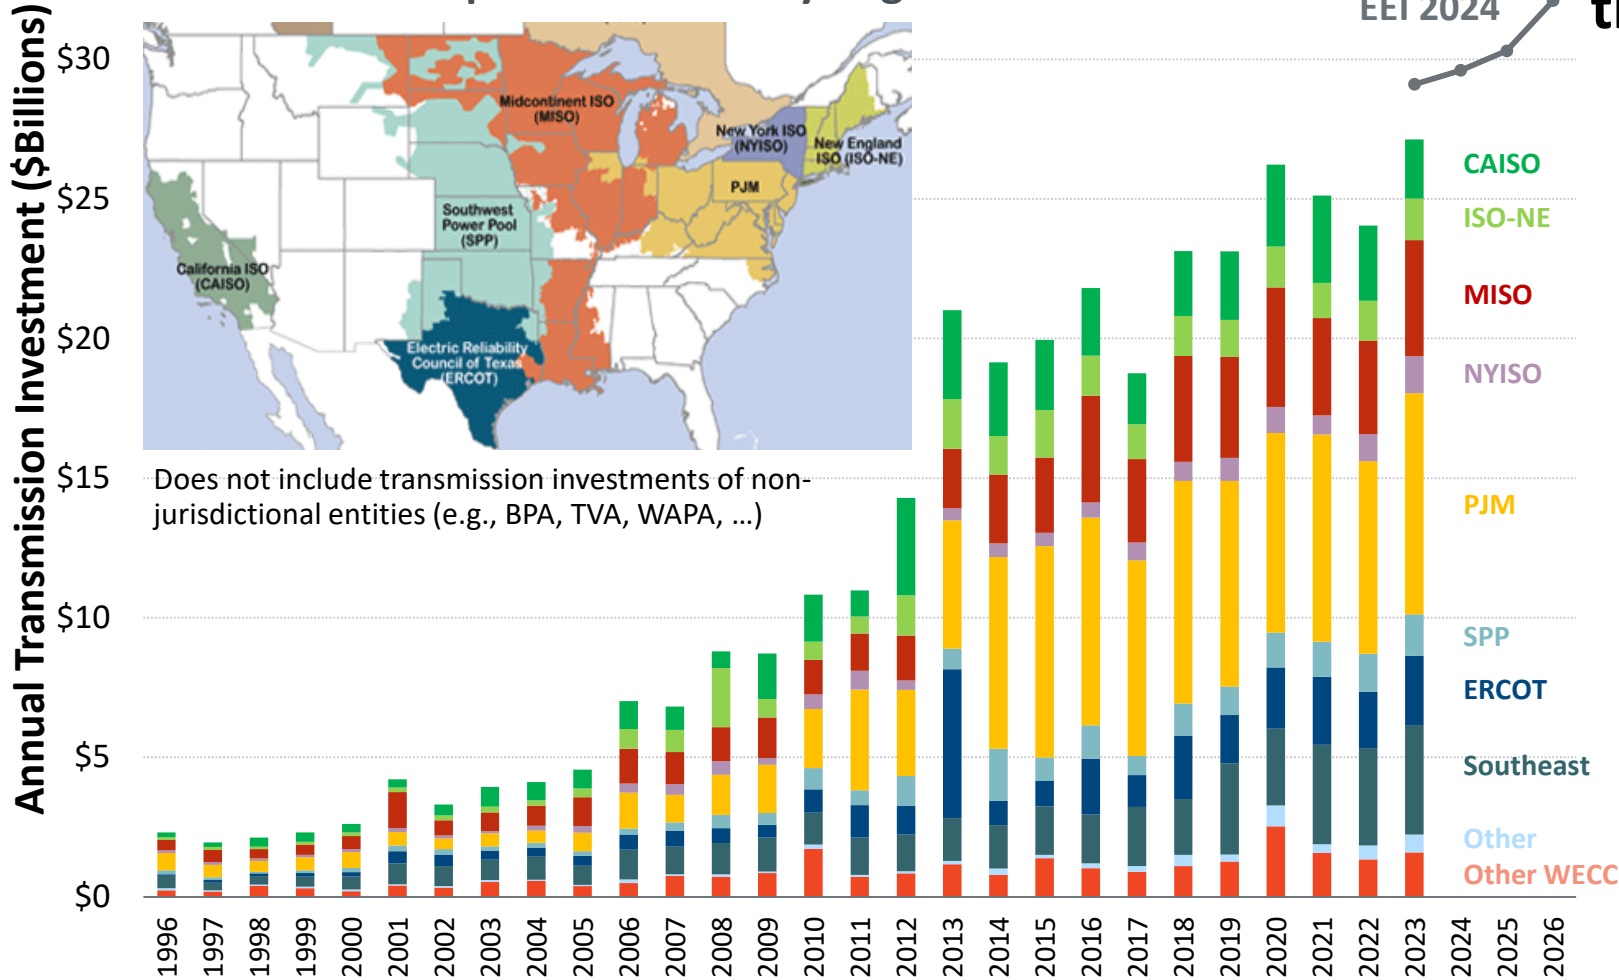 EEI 2024
Annual Transmission Investment ($Billions)
$30
$25
$20
$15
$10
$5
$0
Midcontinent ISO
(MISO)
New York ISO
(NYISO)
New England
ISO (ISO-NE)
PJM
Southwest
Power Pool
(SPP)
California ISO
(CAISO)
Electric Reliability
Council of Texas
(ERCOT)
Does not include transmission investments of non-
jurisdictional entities (e.g., BPA, TVA, WAPA, …)
CAISO
ISO-NE
MISO
NYISO
PJM
SPP
ERCOT
Southeast
Other
Other WECC
1996
1997
1998
1999
2000
2001
2002
2003
2004
2005
2006
2007
2008
2009
2010
2011
2012
2013
2014
2015
2016
2017
2018
2019
2020
2021
2022
2023
2024
2025
2026